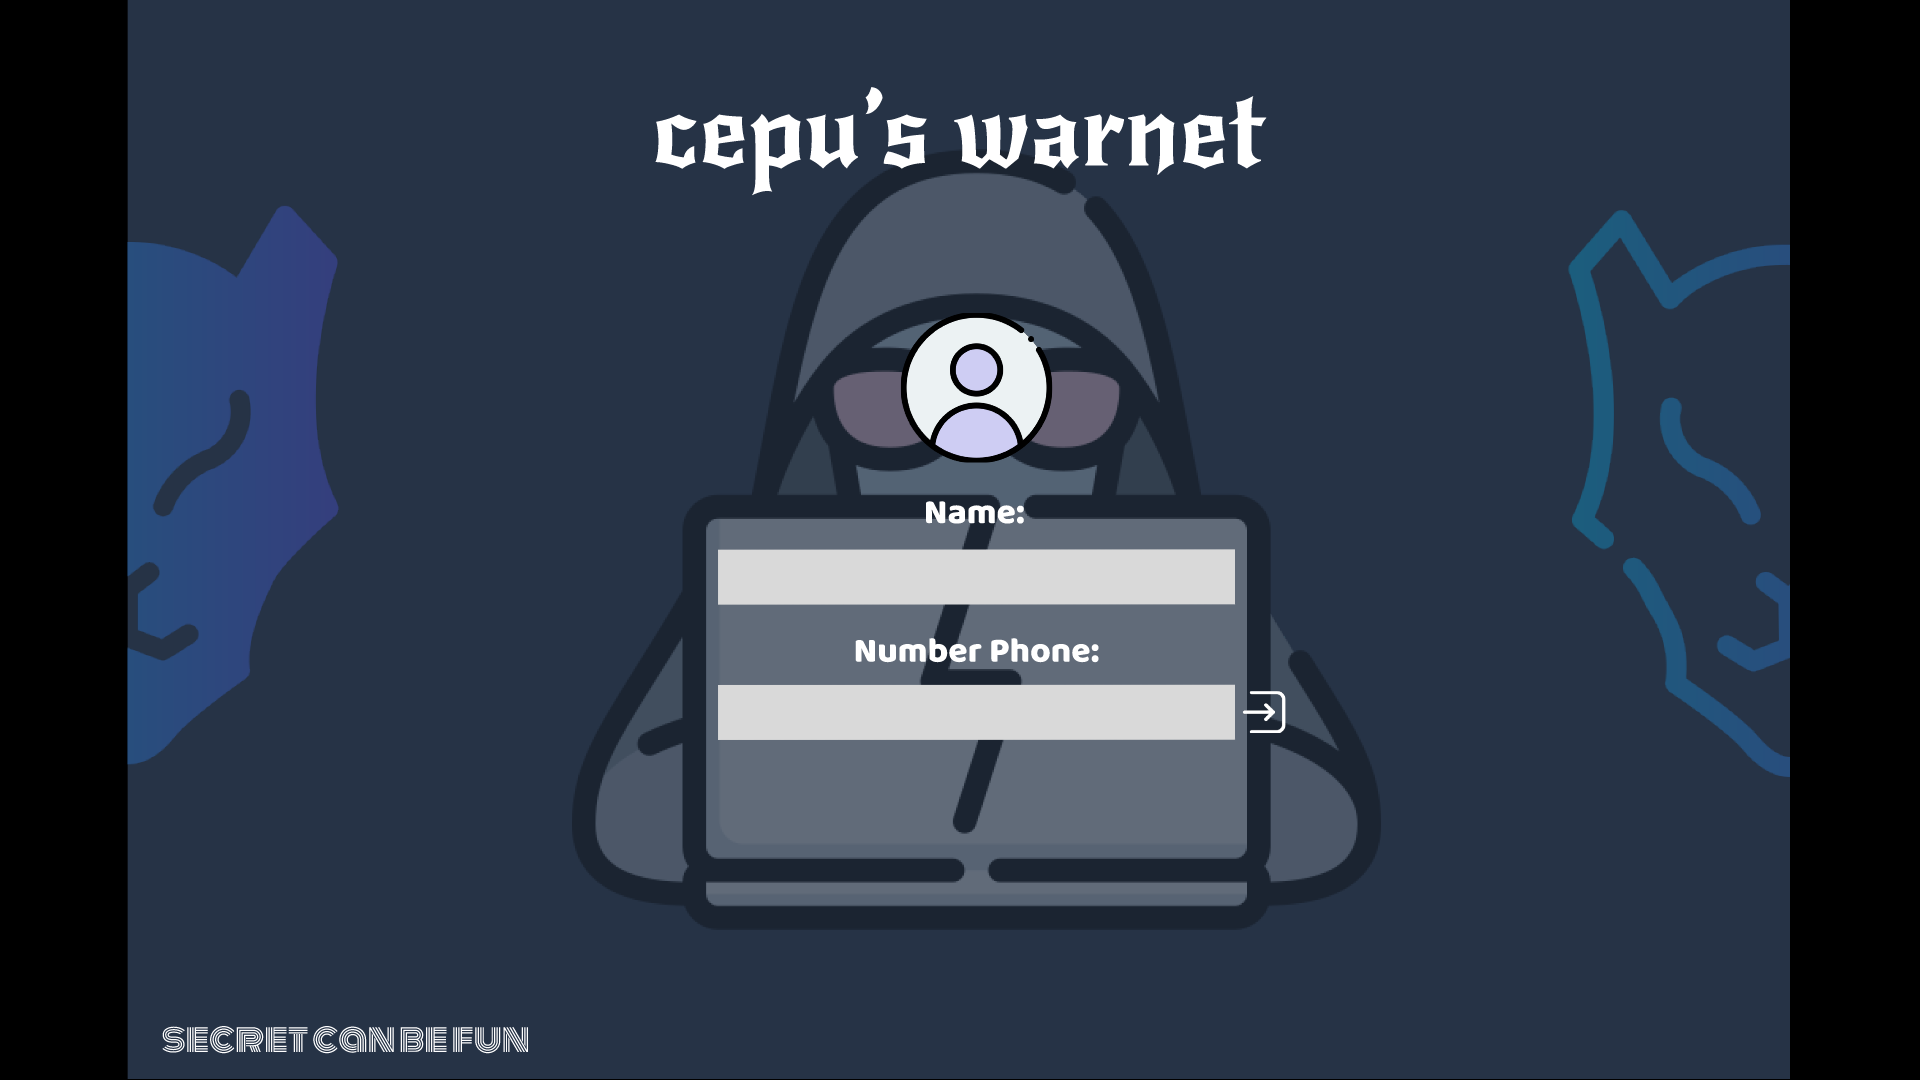 cepu's warnet
Name:
Number Phone:
SECRET CAN BE FUN